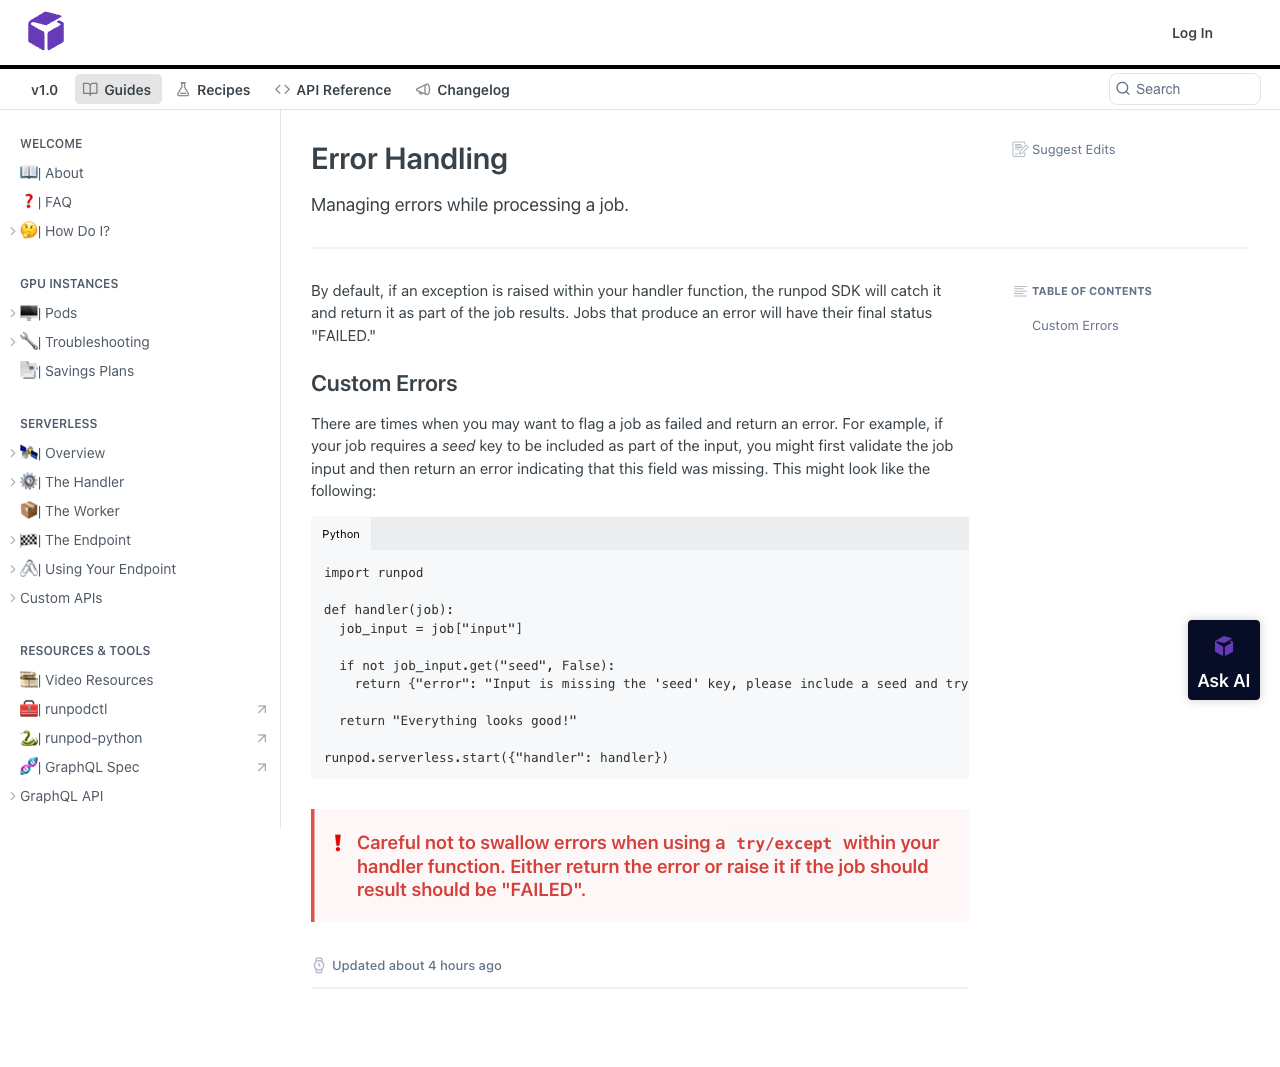 Log In
v1.0
Guides
Recipes
API Reference
Changelog
Search
WELCOME
| About
| FAQ
| How Do I?
GPU INSTANCES
| Pods
| Troubleshooting
| Savings Plans
SERVERLESS
| Overview
| The Handler
| The Worker
| The Endpoint
| Using Your Endpoint
Custom APIs
RESOURCES & TOOLS
| Video Resources
| runpodctl
| runpod-python
| GraphQL Spec
GraphQL API
Error Handling
Managing errors while processing a job.
Suggest Edits
By default, if an exception is raised within your handler function, the runpod SDK will catch it
and return it as part of the job results. Jobs that produce an error will have their final status
"FAILED."
Custom Errors
There are times when you may want to flag a job as failed and return an error. For example, if
your job requires a seed key to be included as part of the input, you might first validate the job
input and then return an error indicating that this field was missing. This might look like the
following:
Python
import runpod
def handler(job):
  job_input = job["input"]
  if not job_input.get("seed", False):
    return {"error": "Input is missing the 'seed' key, please include a seed and try
  return "Everything looks good!"
runpod.serverless.start({"handler": handler})
❗ Careful not to swallow errors when using a try/except within your
handler function. Either return the error or raise it if the job should
result should be "FAILED".
Updated about 4 hours ago
TABLE OF CONTENTS
Custom Errors
Ask AI